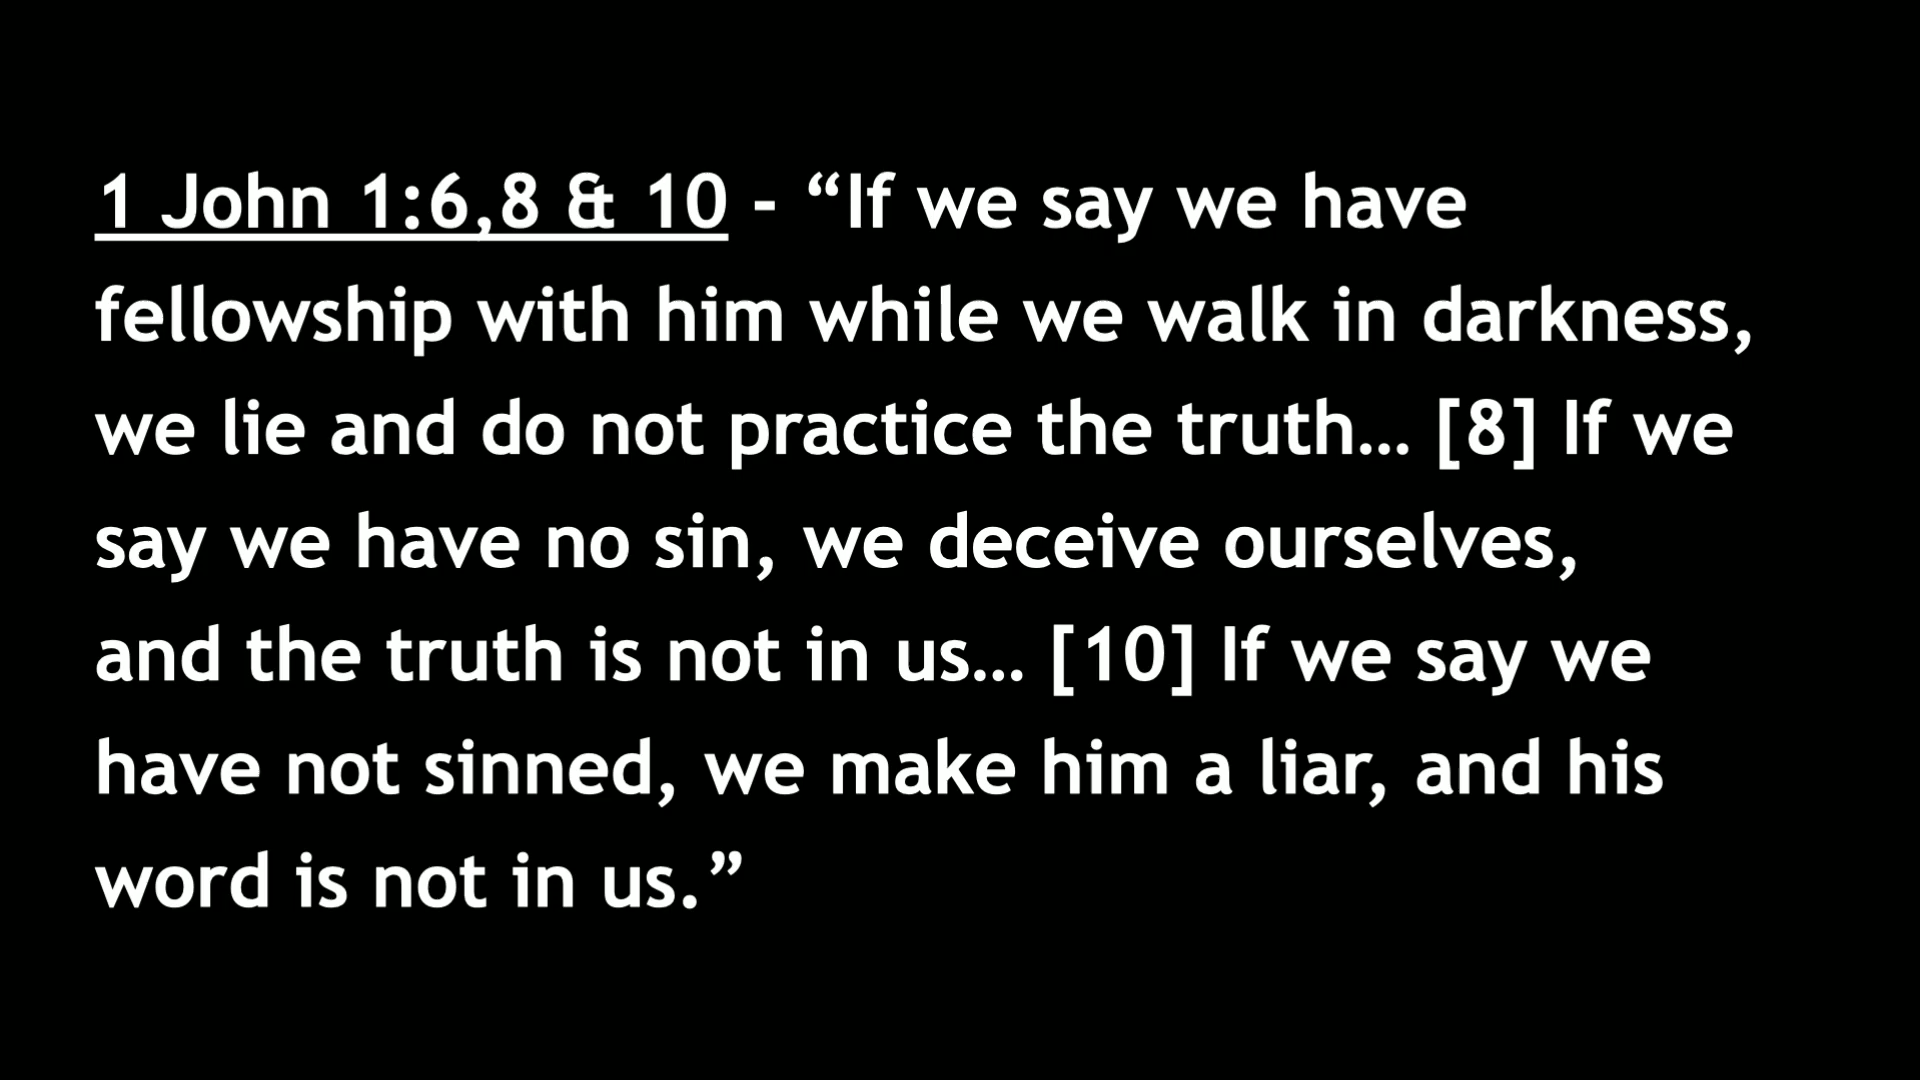 1 John 1:6,8 & 10 - “If we say we have
fellowship with him while we walk in darkness,
we lie and do not practice the truth… [8] If we
say we have no sin, we deceive ourselves,
and the truth is not in us… [10] If we say we
have not sinned, we make him a liar, and his
word is not in us.”